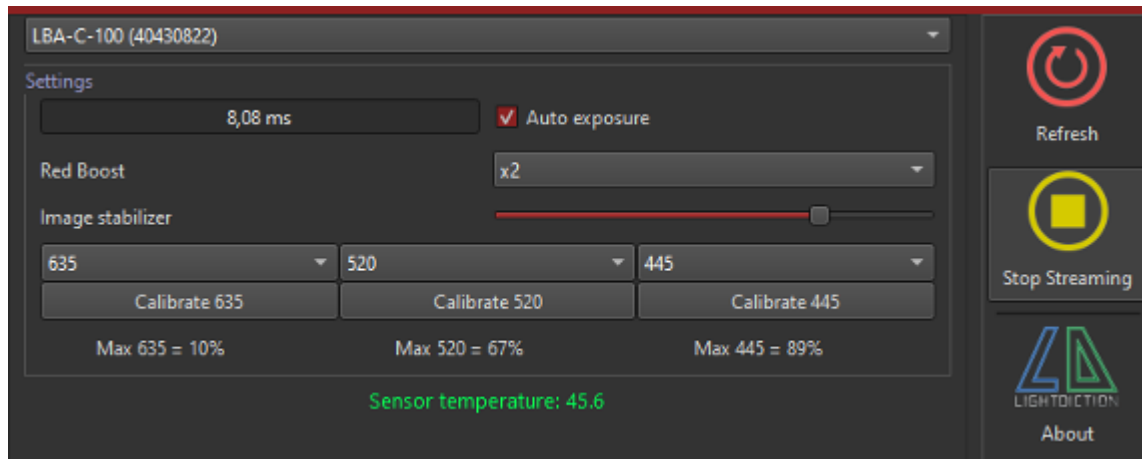 LBA-C-100 (40430822)
Settings
8,08 ms
Auto exposure
Red Boost
x2
Image stabilizer
635 520 445
Calibrate 635 Calibrate 520 Calibrate 445
Max 635 = 10% Max 520 = 67% Max 445 = 89%
Sensor temperature: 45.6
Refresh
Stop Streaming
LIGHTDICTION
About